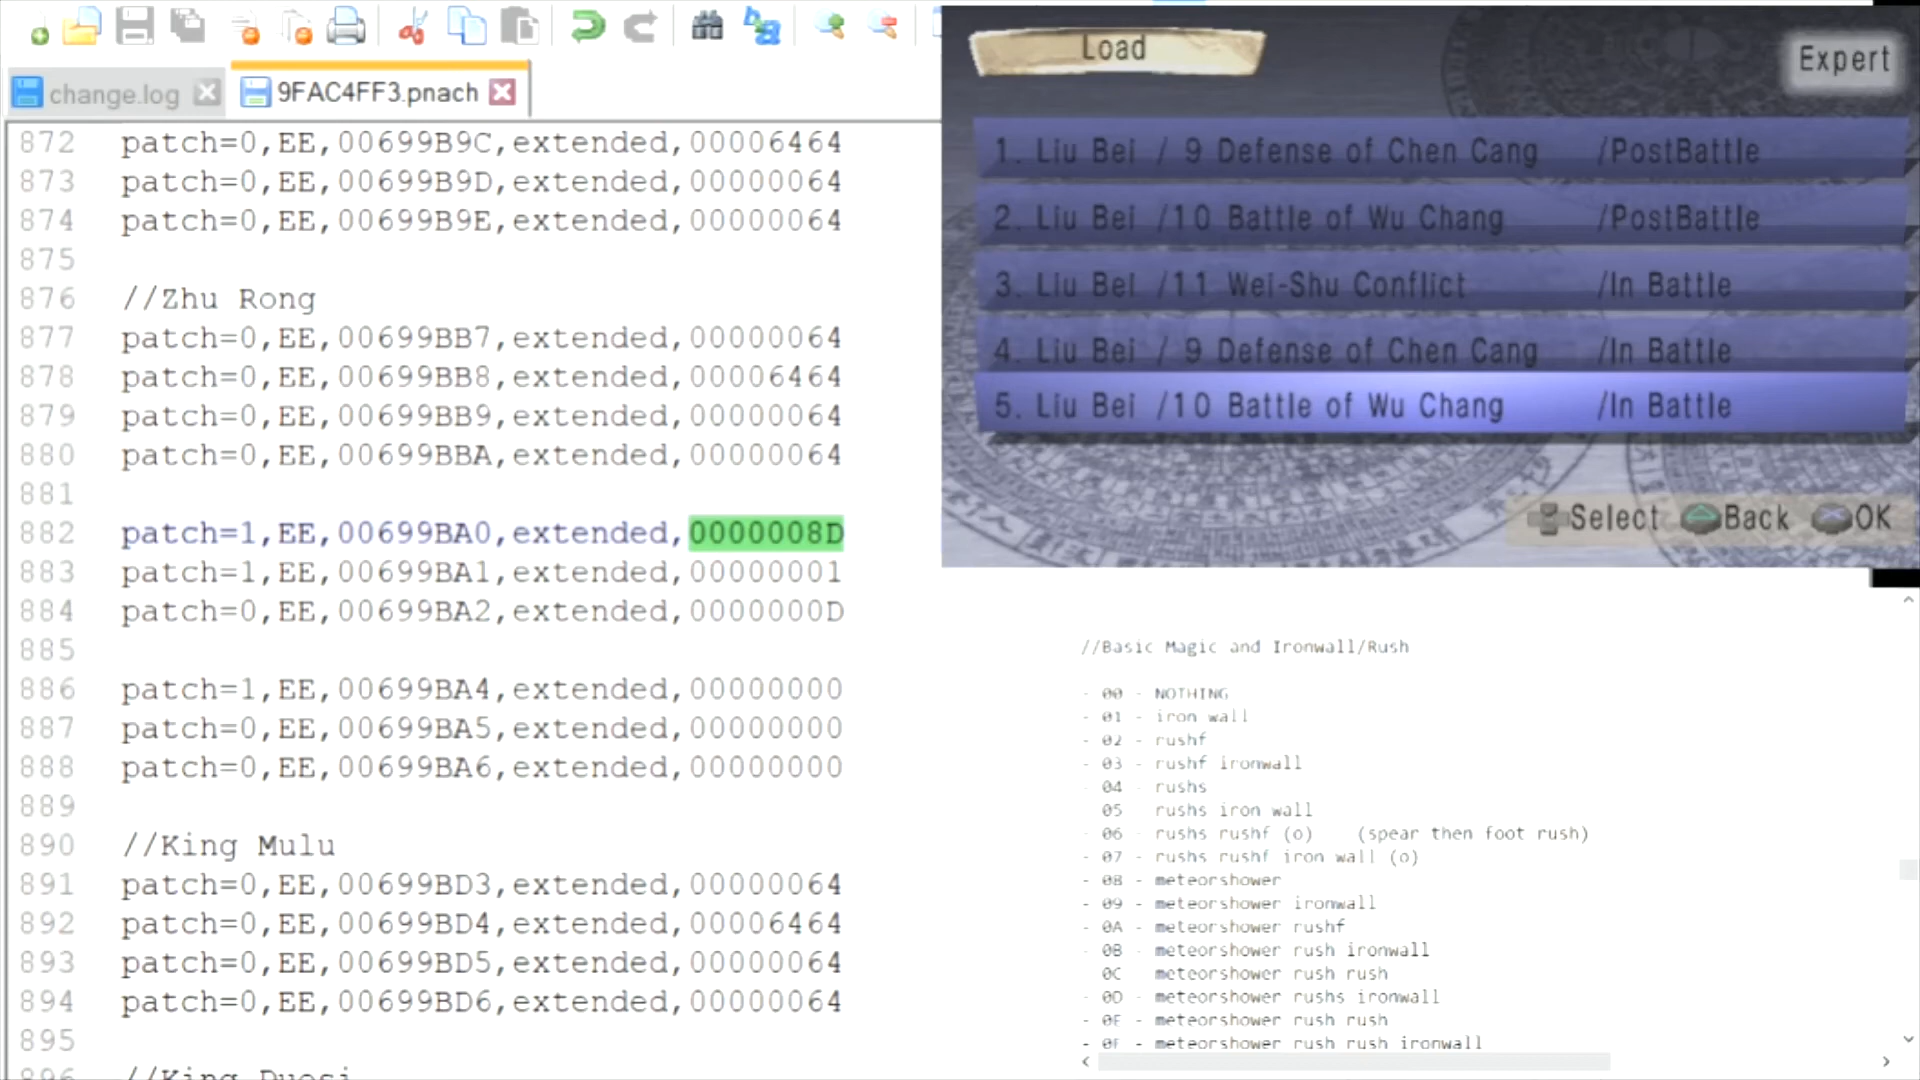 change.log
9FAC4FF3.pnach
872 patch=0,EE,00699B9C,extended,00006464
873 patch=0,EE,00699B9D,extended,00000064
874 patch=0,EE,00699B9E,extended,00000064
875
876 //Zhu Rong
877 patch=0,EE,00699BB7,extended,00000064
878 patch=0,EE,00699BB8,extended,00006464
879 patch=0,EE,00699BB9,extended,00000064
880 patch=0,EE,00699BBA,extended,00000064
881
882 patch=1,EE,00699BA0,extended,0000008D
883 patch=1,EE,00699BA1,extended,00000001
884 patch=0,EE,00699BA2,extended,0000000D
885
886 patch=1,EE,00699BA4,extended,00000000
887 patch=0,EE,00699BA5,extended,00000000
888 patch=0,EE,00699BA6,extended,00000000
889
890 //King Mulu
891 patch=0,EE,00699BD3,extended,00000064
892 patch=0,EE,00699BD4,extended,00006464
893 patch=0,EE,00699BD5,extended,00000064
894 patch=0,EE,00699BD6,extended,00000064
895
896 //King Duosi
Load
Expert
1. Liu Bei / 9 Defense of Chen Cang /PostBattle
2. Liu Bei /10 Battle of Wu Chang /PostBattle
3. Liu Bei /11 Wei-Shu Conflict /In Battle
4. Liu Bei / 9 Defense of Chen Cang /In Battle
5. Liu Bei /10 Battle of Wu Chang /In Battle
Select Back OK
//Basic Magic and Ironwall/Rush
- 00 - NOTHING
- 01 - iron wall
- 02 - rushf
- 03 - rushf ironwall
- 04 - rushs
05 rushs iron wall
- 06 - rushs rushf (o) (spear then foot rush)
- 07 - rushs rushf iron wall (o)
- 08 - meteorshower
- 09 - meteorshower ironwall
- 0A - meteorshower rushf
- 0B - meteorshower rush ironwall
0C meteorshower rush rush
- 0D - meteorshower rushs ironwall
- 0E - meteorshower rush rush
- 0F - meteorshower rush rush ironwall